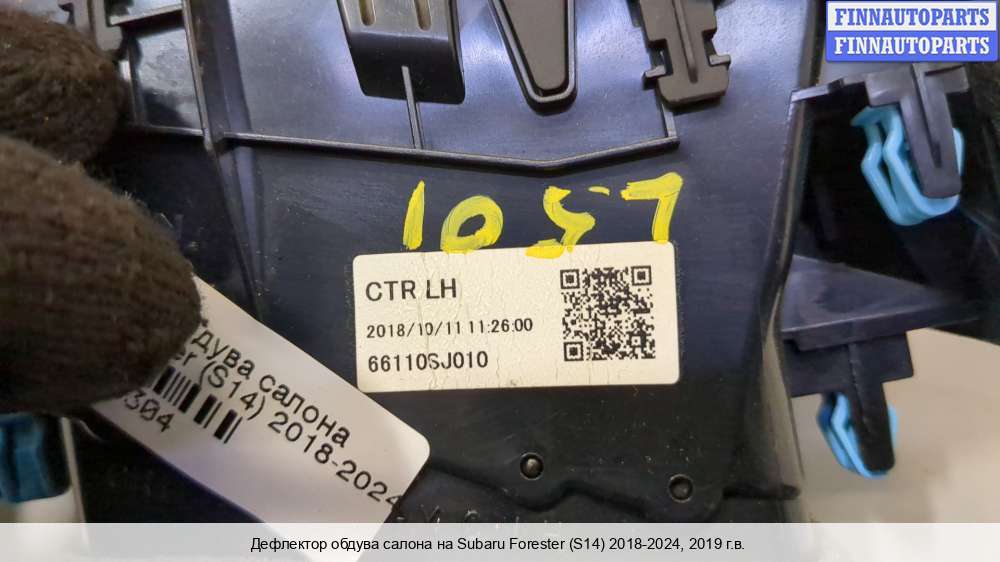 FINNAUTOPARTS
FINNAUTOPARTS
1057
CTR LH
2018/10/11 11:26:00
66110SJ010
салона
(S14) 2018-2024
304
Дефлектор обдува салона на Subaru Forester (S14) 2018-2024, 2019 г.в.